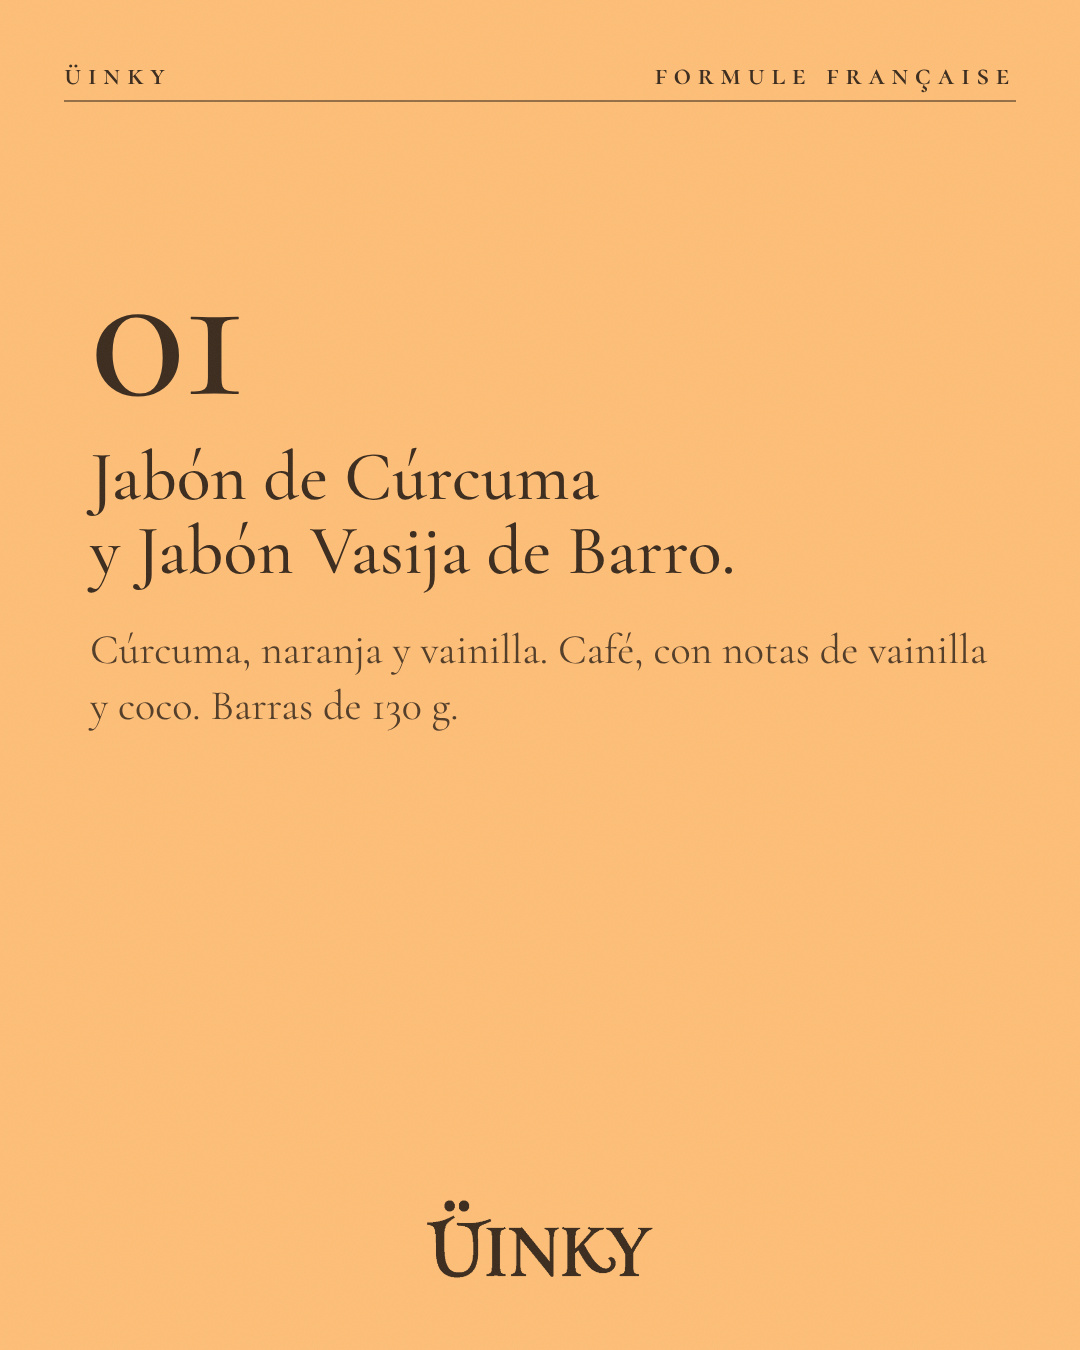 ÜINKY
FORMULE FRANÇAISE
01
Jabón de Cúrcuma
y Jabón Vasija de Barro.
Cúrcuma, naranja y vainilla. Café, con notas de vainilla
y coco. Barras de 130 g.
ÜINKY